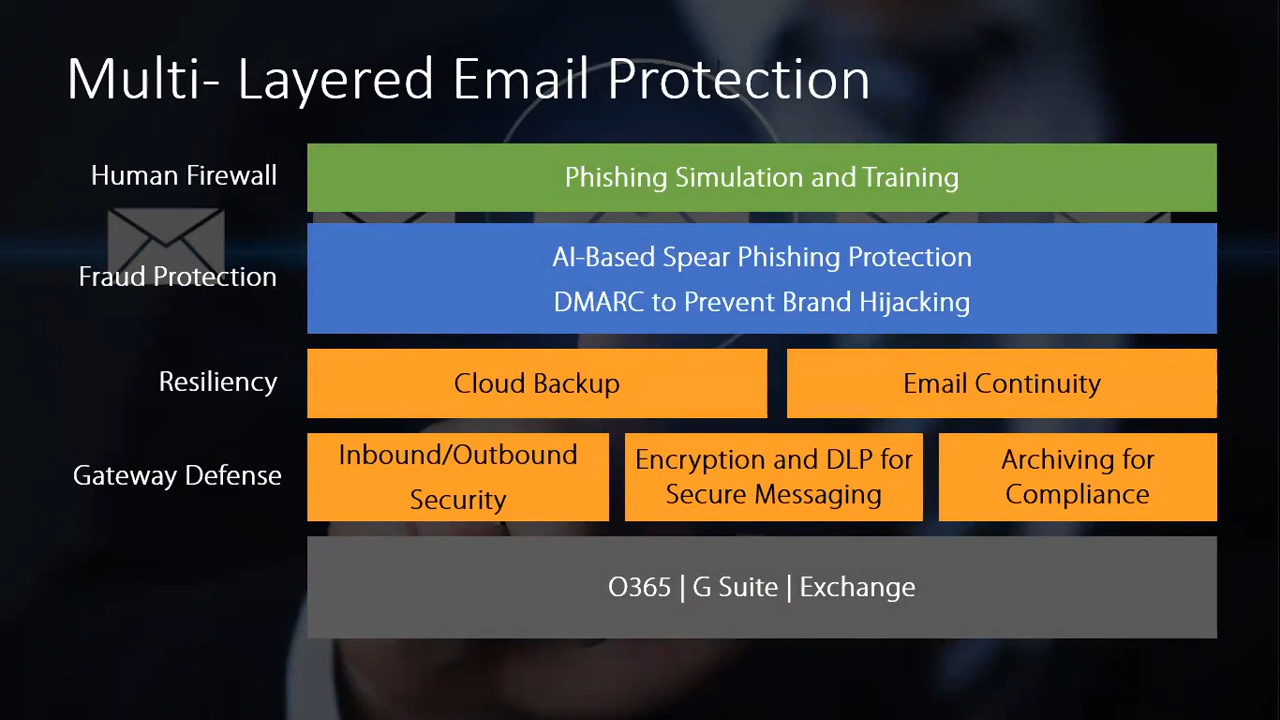 Multi- Layered Email Protection
Human Firewall
Phishing Simulation and Training
Fraud Protection
AI-Based Spear Phishing Protection
DMARC to Prevent Brand Hijacking
Resiliency
Cloud Backup
Email Continuity
Gateway Defense
Inbound/Outbound
Security
Encryption and DLP for
Secure Messaging
Archiving for
Compliance
O365 | G Suite | Exchange